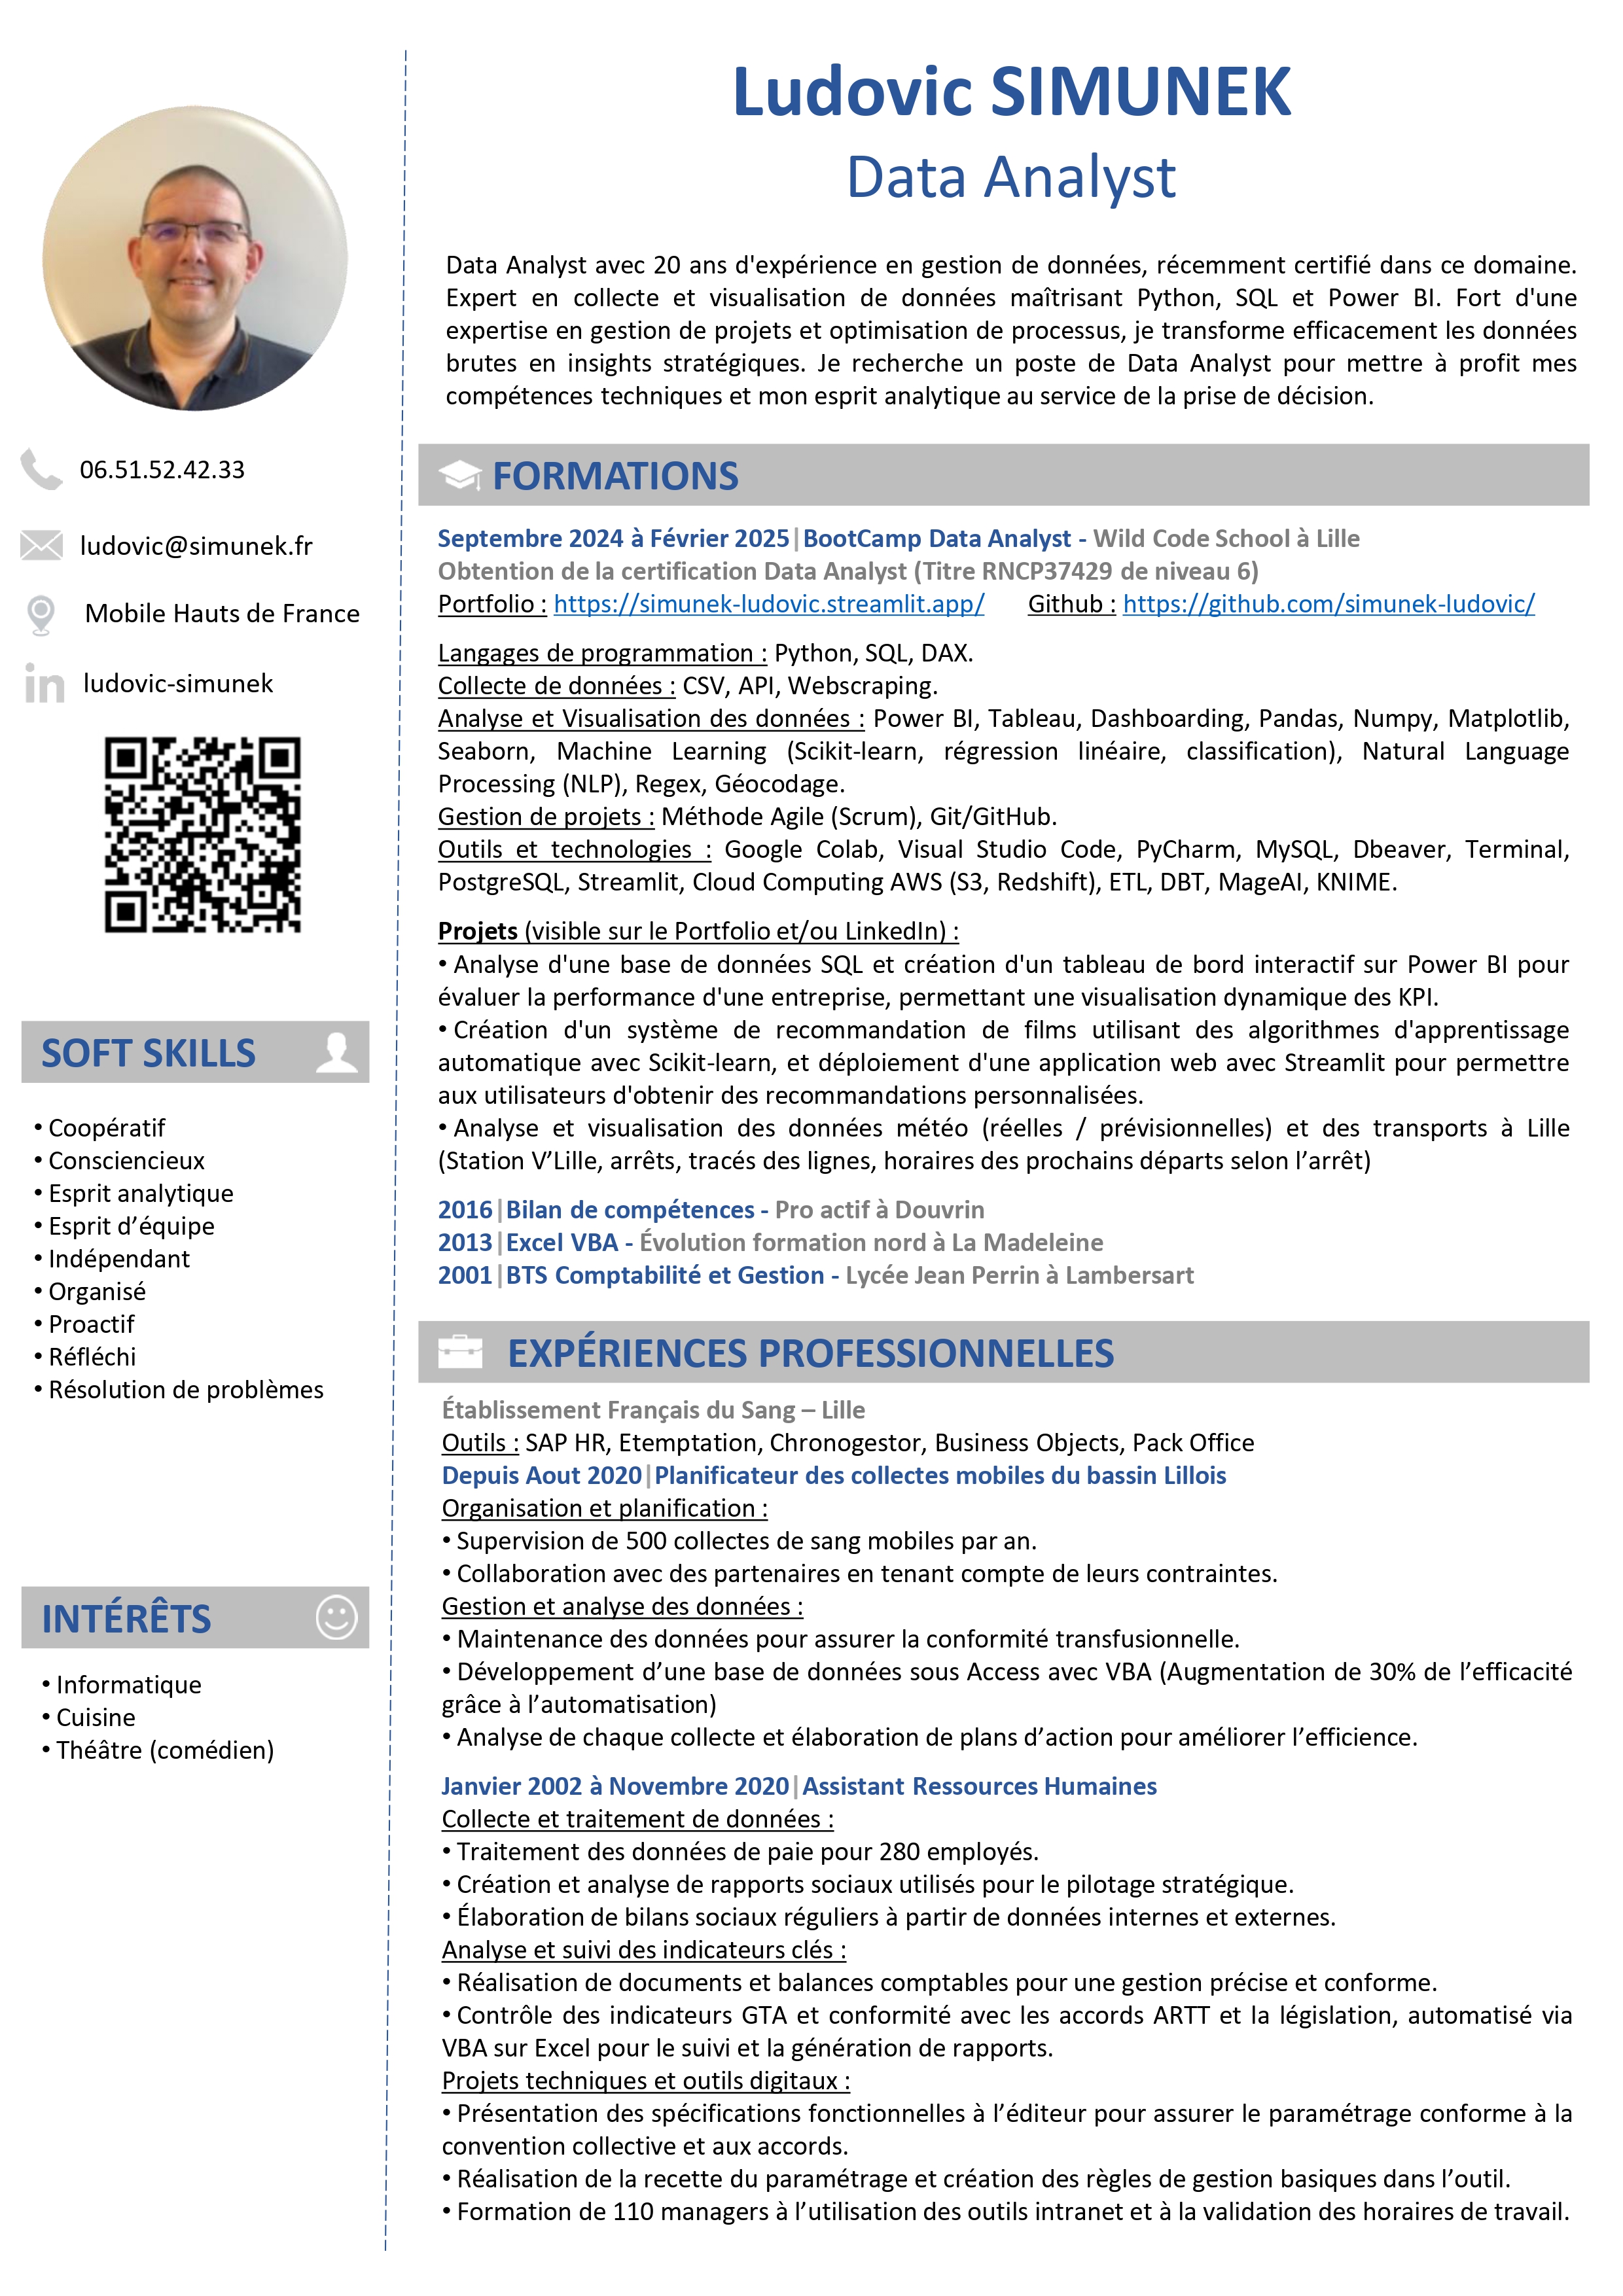 Ludovic SIMUNEK
Data Analyst
Data Analyst avec 20 ans d'expérience en gestion de données, récemment certifié dans ce domaine.
Expert en collecte et visualisation de données maîtrisant Python, SQL et Power BI. Fort d'une
expertise en gestion de projets et optimisation de processus, je transforme efficacement les données
brutes en insights stratégiques. Je recherche un poste de Data Analyst pour mettre à profit mes
compétences techniques et mon esprit analytique au service de la prise de décision.
06.51.52.42.33
ludovic@simunek.fr
Mobile Hauts de France
in ludovic-simunek
SOFT SKILLS
• Coopératif
• Consciencieux
• Esprit analytique
• Esprit d’équipe
• Indépendant
• Organisé
• Proactif
• Réfléchi
• Résolution de problèmes
INTÉRÊTS
• Informatique
• Cuisine
• Théâtre (comédien)
FORMATIONS
Septembre 2024 à Février 2025|BootCamp Data Analyst - Wild Code School à Lille
Obtention de la certification Data Analyst (Titre RNCP37429 de niveau 6)
Portfolio : https://simunek-ludovic.streamlit.app/ Github : https://github.com/simunek-ludovic/
Langages de programmation : Python, SQL, DAX.
Collecte de données : CSV, API, Webscraping.
Analyse et Visualisation des données : Power BI, Tableau, Dashboarding, Pandas, Numpy, Matplotlib,
Seaborn, Machine Learning (Scikit-learn, régression linéaire, classification), Natural Language
Processing (NLP), Regex, Géocodage.
Gestion de projets : Méthode Agile (Scrum), Git/GitHub.
Outils et technologies : Google Colab, Visual Studio Code, PyCharm, MySQL, Dbeaver, Terminal,
PostgreSQL, Streamlit, Cloud Computing AWS (S3, Redshift), ETL, DBT, MageAI, KNIME.
Projets (visible sur le Portfolio et/ou LinkedIn) :
• Analyse d'une base de données SQL et création d'un tableau de bord interactif sur Power BI pour
évaluer la performance d'une entreprise, permettant une visualisation dynamique des KPI.
• Création d'un système de recommandation de films utilisant des algorithmes d'apprentissage
automatique avec Scikit-learn, et déploiement d'une application web avec Streamlit pour permettre
aux utilisateurs d'obtenir des recommandations personnalisées.
• Analyse et visualisation des données météo (réelles / prévisionnelles) et des transports à Lille
(Station V’Lille, arrêts, tracés des lignes, horaires des prochains départs selon l’arrêt)
2016|Bilan de compétences - Pro actif à Douvrin
2013|Excel VBA - Évolution formation nord à La Madeleine
2001|BTS Comptabilité et Gestion - Lycée Jean Perrin à Lambersart
EXPÉRIENCES PROFESSIONNELLES
Établissement Français du Sang – Lille
Outils : SAP HR, Etemptation, Chronogestor, Business Objects, Pack Office
Depuis Aout 2020|Planificateur des collectes mobiles du bassin Lillois
Organisation et planification :
• Supervision de 500 collectes de sang mobiles par an.
• Collaboration avec des partenaires en tenant compte de leurs contraintes.
Gestion et analyse des données :
• Maintenance des données pour assurer la conformité transfusionnelle.
• Développement d’une base de données sous Access avec VBA (Augmentation de 30% de l’efficacité
grâce à l’automatisation)
• Analyse de chaque collecte et élaboration de plans d’action pour améliorer l’efficience.
Janvier 2002 à Novembre 2020|Assistant Ressources Humaines
Collecte et traitement de données :
• Traitement des données de paie pour 280 employés.
• Création et analyse de rapports sociaux utilisés pour le pilotage stratégique.
• Élaboration de bilans sociaux réguliers à partir de données internes et externes.
Analyse et suivi des indicateurs clés :
• Réalisation de documents et balances comptables pour une gestion précise et conforme.
• Contrôle des indicateurs GTA et conformité avec les accords ARTT et la législation, automatisé via
VBA sur Excel pour le suivi et la génération de rapports.
Projets techniques et outils digitaux :
• Présentation des spécifications fonctionnelles à l’éditeur pour assurer le paramétrage conforme à la
convention collective et aux accords.
• Réalisation de la recette du paramétrage et création des règles de gestion basiques dans l’outil.
• Formation de 110 managers à l’utilisation des outils intranet et à la validation des horaires de travail.